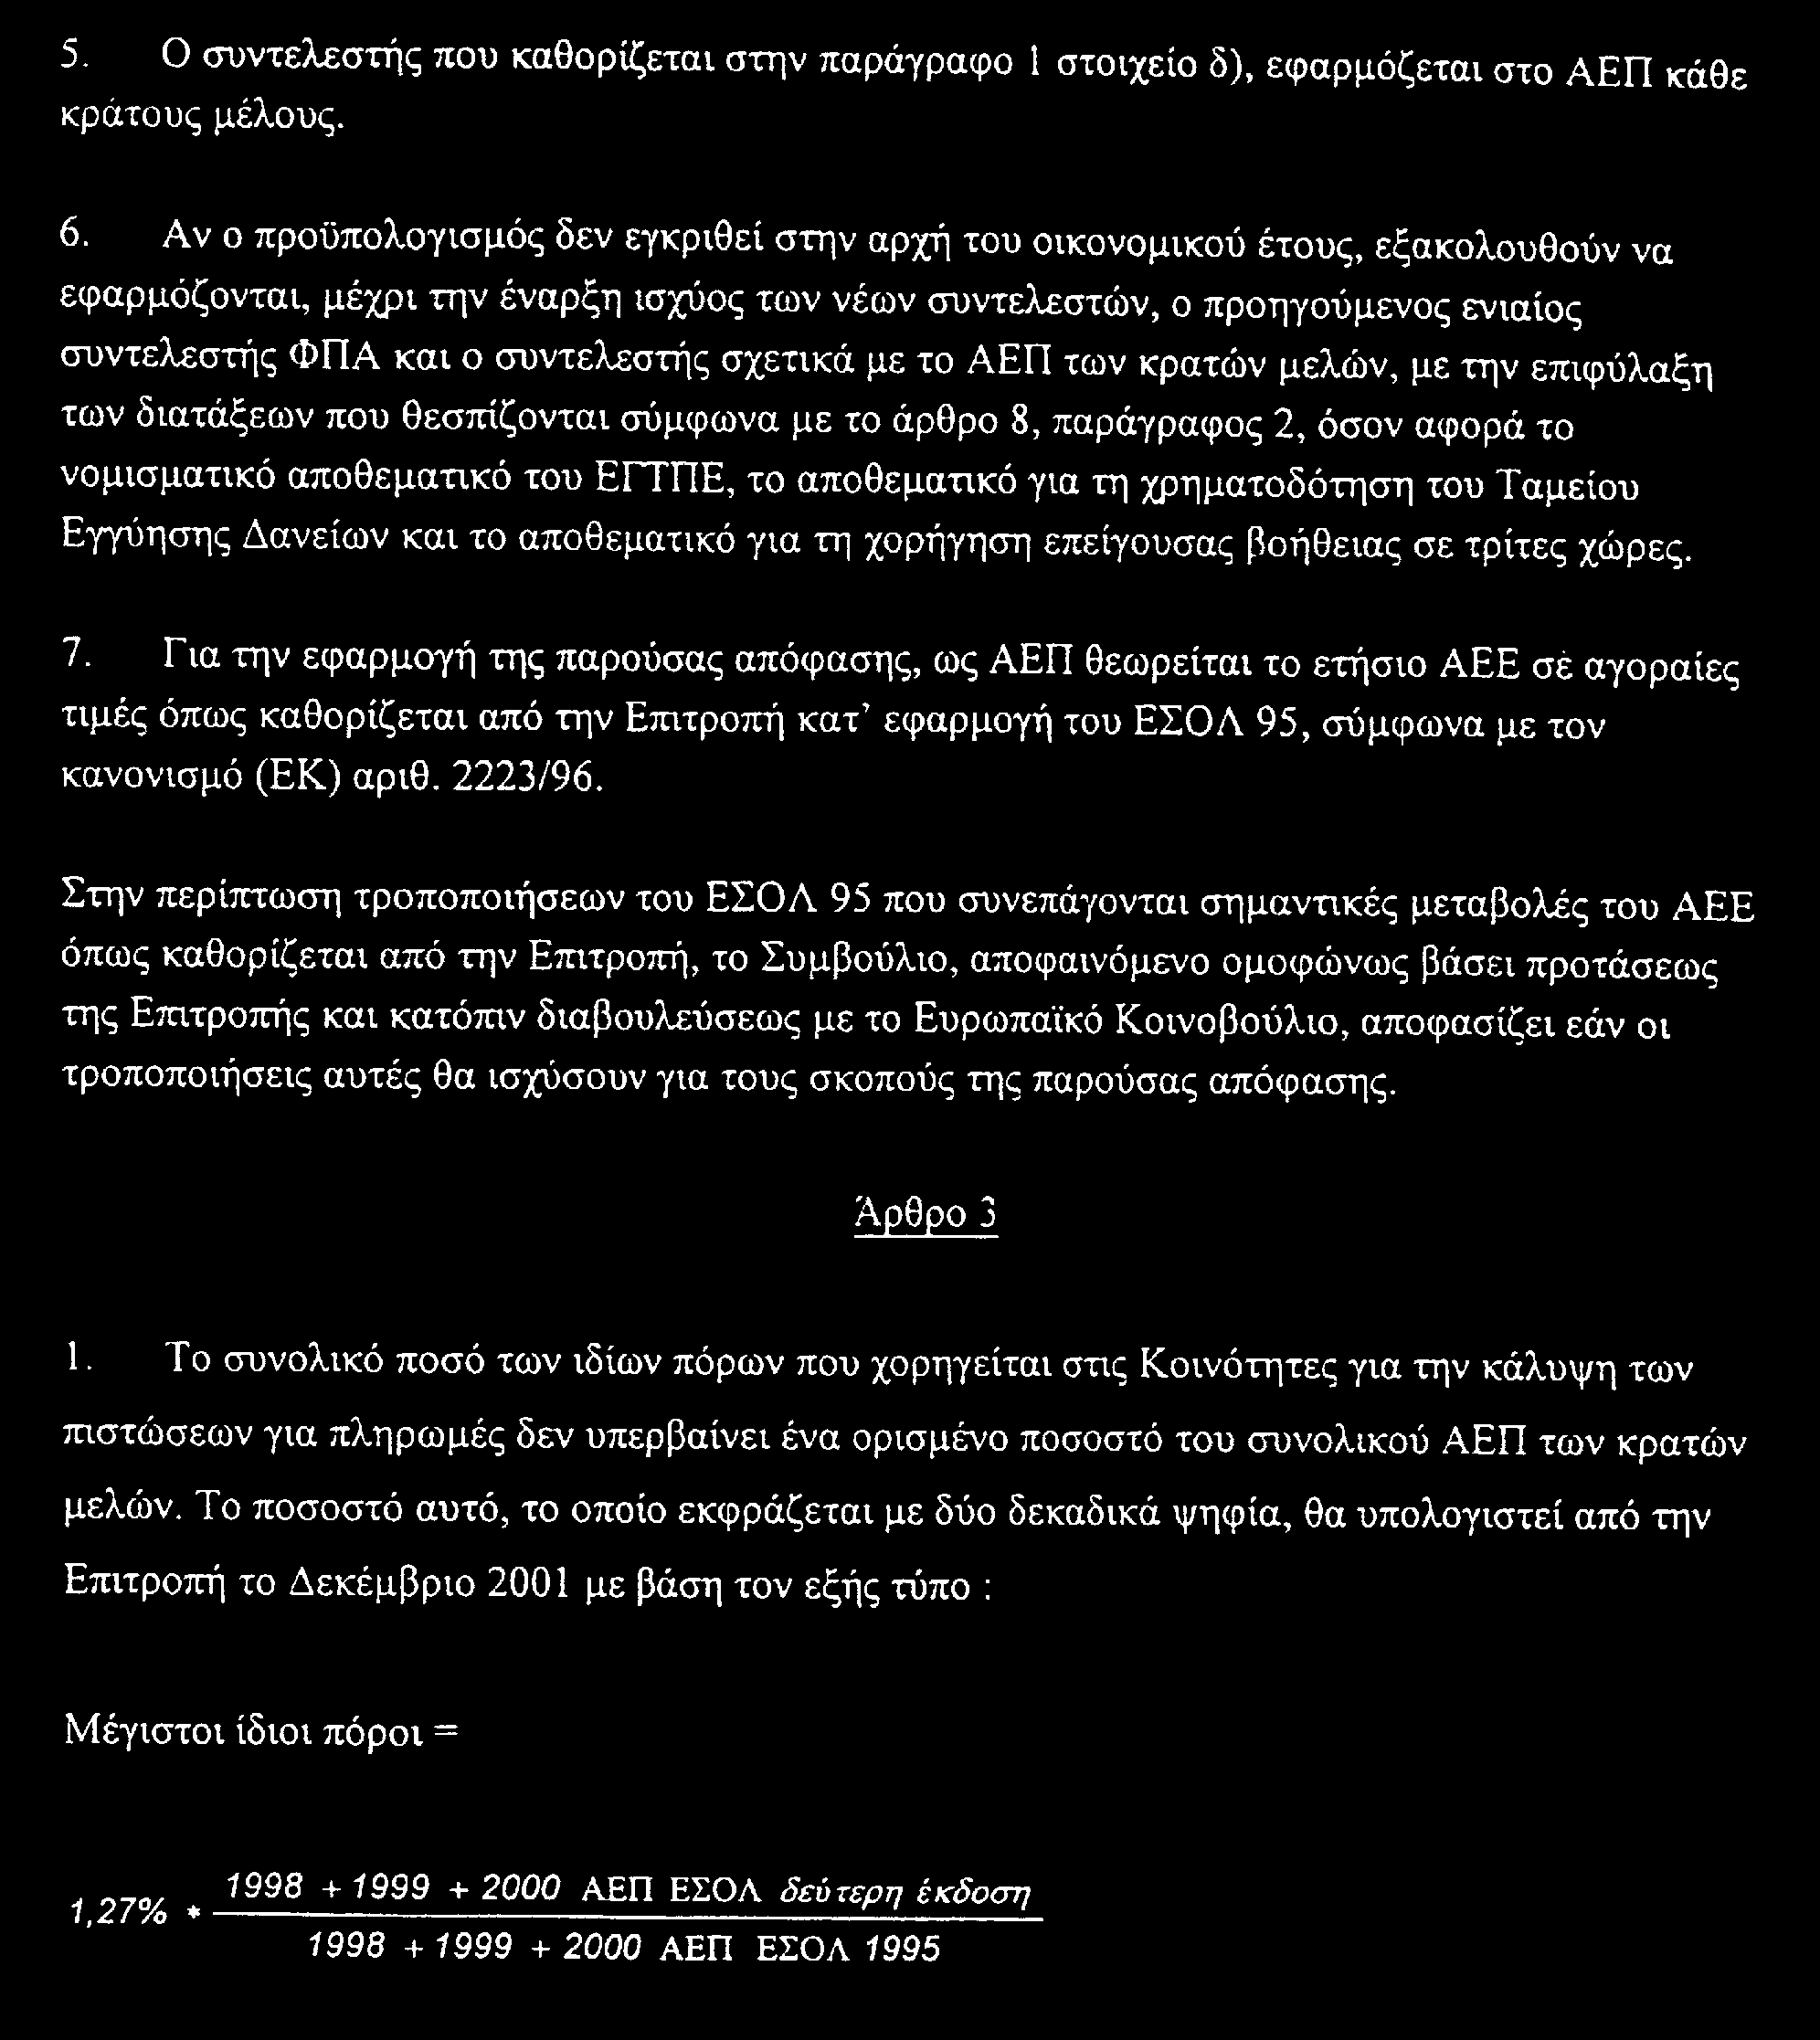 5. Ο συντελεστής που καθορίζεται στην παράγραφο 1 στοιχείο δ), εφαρμόζεται στο ΑΕΠ κάθε
κράτους μέλους.
6. Αν ο προϋπολογισμός δεν εγκριθεί στην αρχή του οικονομικού έτους, εξακολουθούν να
εφαρμόζονται, μέχρι την έναρξη ισχύος των νέων συντελεστών, ο προηγούμενος ενιαίος
συντελεστής ΦΠΑ και ο συντελεστής σχετικά με το ΑΕΠ των κρατών μελών, με την επιφύλαξη
των διατάξεων που θεσπίζονται σύμφωνα με το άρθρο 8, παράγραφος 2, όσον αφορά το
νομισματικό αποθεματικό του ΕΓΤΠΕ, το αποθεματικό για τη χρηματοδότηση του Ταμείου
Εγγύησης Δανείων και το αποθεματικό για τη χορήγηση επείγουσας βοήθειας σε τρίτες χώρες.
7. Για την εφαρμογή της παρούσας απόφασης, ως ΑΕΠ θεωρείται το ετήσιο ΑΕΕ σε αγοραίες
τιμές όπως καθορίζεται από την Επιτροπή κατ' εφαρμογή του ΕΣΟΛ 95, σύμφωνα με τον
κανονισμό (ΕΚ) αριθ. 2223/96.
Στην περίπτωση τροποποιήσεων του ΕΣΟΛ 95 που συνεπάγονται σημαντικές μεταβολές του ΑΕΕ
όπως καθορίζεται από την Επιτροπή, το Συμβούλιο, αποφαινόμενο ομοφώνως βάσει προτάσεως
της Επιτροπής και κατόπιν διαβουλεύσεως με το Ευρωπαϊκό Κοινοβούλιο, αποφασίζει εάν οι
τροποποιήσεις αυτές θα ισχύσουν για τους σκοπούς της παρούσας απόφασης.
Άρθρο 3
1. Το συνολικό ποσό των ιδίων πόρων που χορηγείται στις Κοινότητες για την κάλυψη των
πιστώσεων για πληρωμές δεν υπερβαίνει ένα ορισμένο ποσοστό του συνολικού ΑΕΠ των κρατών
μελών. Το ποσοστό αυτό, το οποίο εκφράζεται με δύο δεκαδικά ψηφία, θα υπολογιστεί από την
Επιτροπή το Δεκέμβριο 2001 με βάση τον εξής τύπο :
Μέγιστοι ίδιοι πόροι =
1998 + 1999 + 2000 ΑΕΠ ΕΣΟΛ δεύτερη έκδοση
1,27% *
1998 + 1999 + 2000 ΑΕΠ ΕΣΟΛ 1995